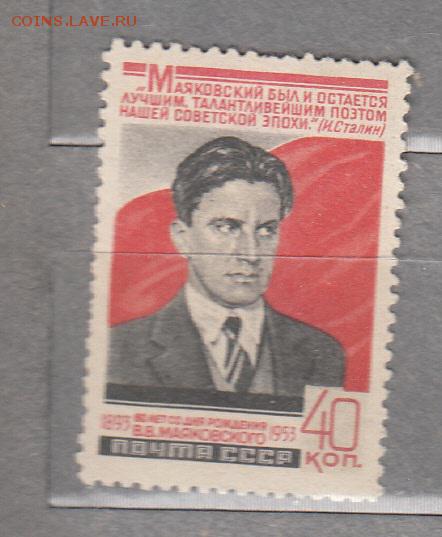 COINS.LAVE.RU
"МАЯКОВСКИЙ БЫЛ И ОСТАЕТСЯ
ЛУЧШИМ, ТАЛАНТЛИВЕЙШИМ ПОЭТОМ
НАШЕЙ СОВЕТСКОЙ ЭПОХИ." (И.Сталин)
1893 60 ЛЕТ СО ДНЯ РОЖДЕНИЯ 1953
В.В. МАЯКОВСКОГО
ПОЧТА СССР
40
КОП.